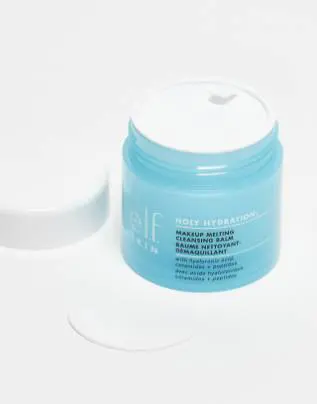 e.l.f.
SKIN
HOLY HYDRATION!
MAKEUP MELTING
CLEANSING BALM
BAUME NETTOYANT-
DÉMAQUILLANT
with hyaluronic acid,
ceramides + peptides
avec acide hyaluronique,
céramides + peptides